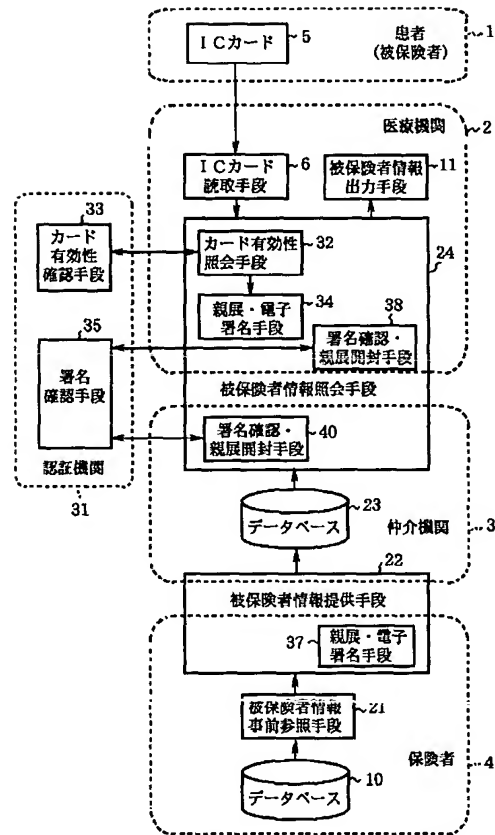 ICカード
5
患者
(被保険者)
1
医療機関
2
ICカード
読取手段
6
被保険者情報
出力手段
11
33
カード
有効性
確認手段
カード有効性
照会手段
32
24
親展・電子
署名手段
34
35
署名
確認手段
38
署名確認・
親展開封手段
被保険者情報照会手段
署名確認・
親展開封手段
40
認証機関
31
データベース
23
仲介機関
3
22
被保険者情報提供手段
37
親展・電子
署名手段
被保険者情報
事前参照手段
21
保険者
4
データベース
10